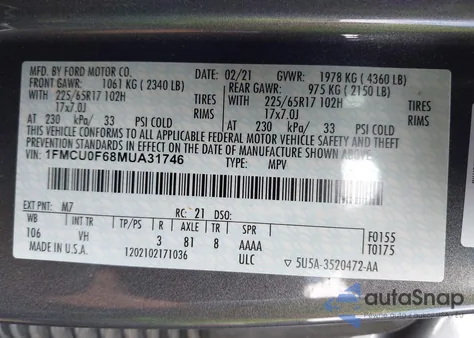 MFD. BY FORD MOTOR CO.
DATE: 02/21 GVWR: 1978 KG ( 4360 LB)
FRONT GAWR: 1061 KG ( 2340 LB) REAR GAWR: 975 KG ( 2150 LB)
WITH 225/65R17 102H WITH 225/65R17 102H
17x7.0J 17x7.0J
AT 230 kPa/ 33 PSI COLD AT 230 kPa/ 33 PSI COLD
THIS VEHICLE CONFORMS TO ALL APPLICABLE FEDERAL MOTOR VEHICLE SAFETY AND THEFT
PREVENTION STANDARDS IN EFFECT ON THE DATE OF MANUFACTURE SHOWN ABOVE.
VIN: 1FMCU0F68MUA31746 TYPE: MPV
EXT PNT: M7 RC: 21 DSO:
WB INT TR TP/PS R AXLE TR SPR
106 VH 3 81 8 AAAA
F0155
T0175
MADE IN U.S.A. 1202102171036 ULC ▽ 5U5A-3520472-AA
autoSnap